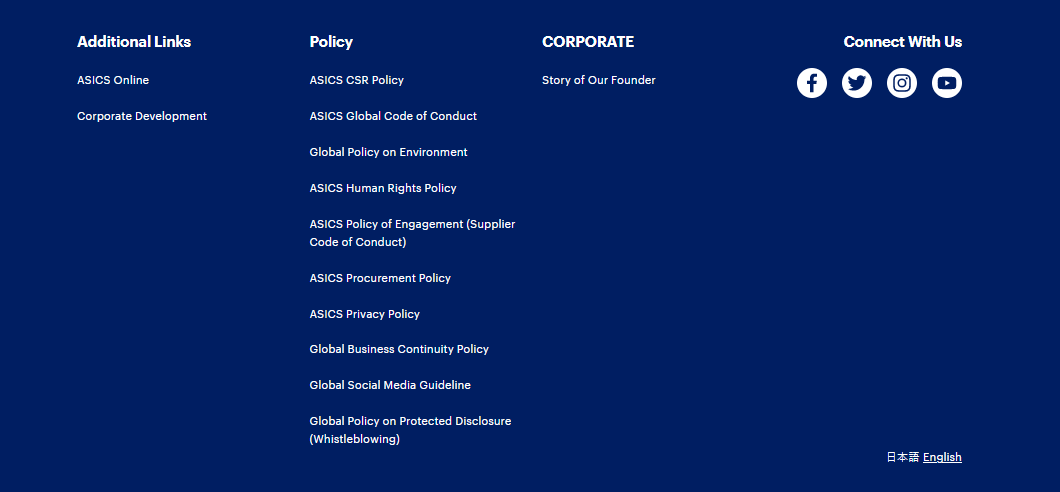 Additional Links
ASICS Online
Corporate Development
Policy
ASICS CSR Policy
ASICS Global Code of Conduct
Global Policy on Environment
ASICS Human Rights Policy
ASICS Policy of Engagement (Supplier
Code of Conduct)
ASICS Procurement Policy
ASICS Privacy Policy
Global Business Continuity Policy
Global Social Media Guideline
Global Policy on Protected Disclosure
(Whistleblowing)
CORPORATE
Story of Our Founder
Connect With Us
日本語 English